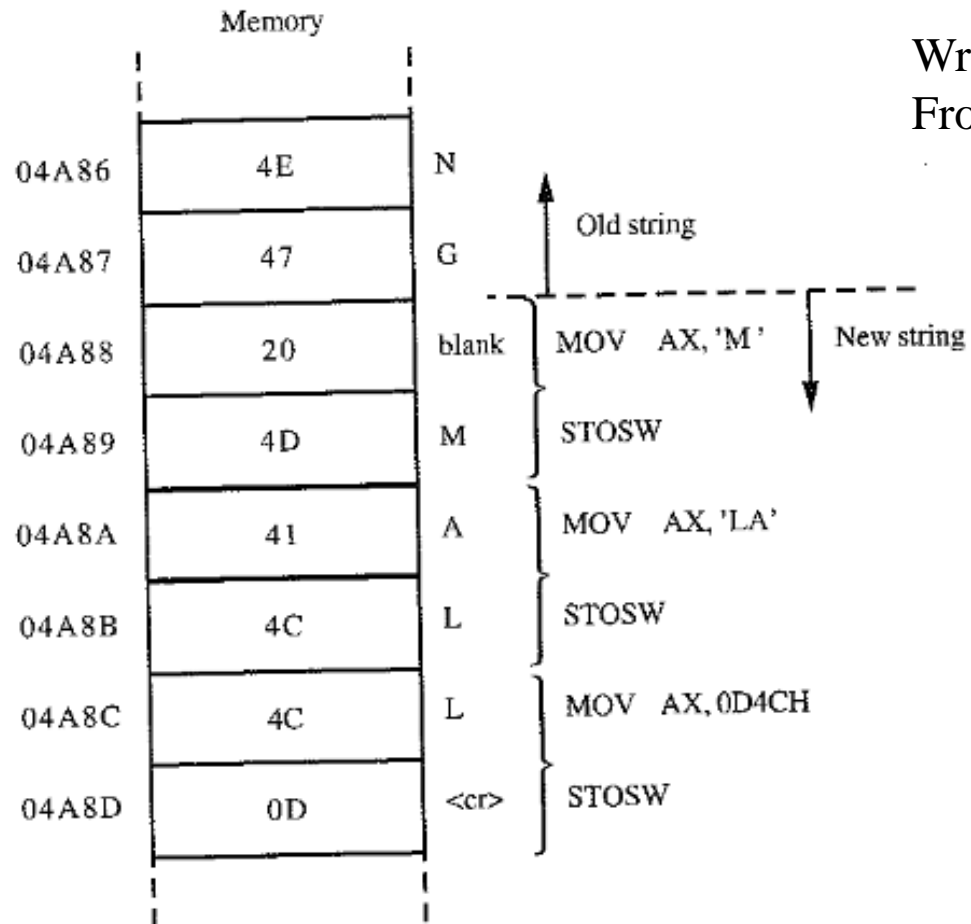 Memory
Wr
Fro
04A86 4E N
Old string
04A87 47 G
04A88 20 blank MOV AX, 'M ' New string
04A89 4D M STOSW
04A8A 41 A MOV AX, 'LA'
04A8B 4C L STOSW
04A8C 4C L MOV AX, 0D4CH
04A8D 0D <cr> STOSW